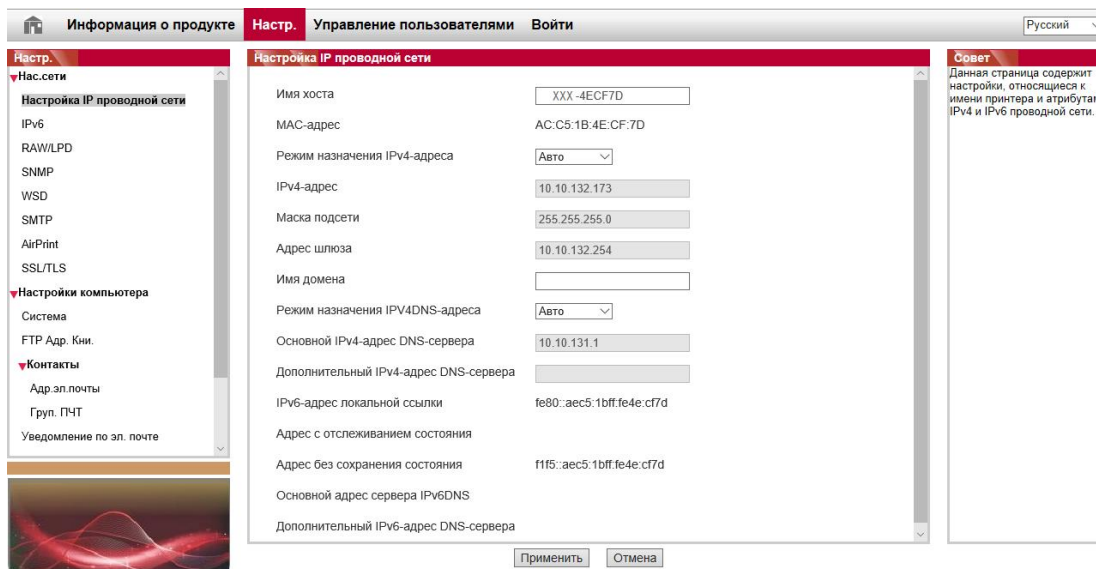 Информация о продукте Настр. Управление пользователями Войти Русский
Настр.
Нас.сети
Настройка IP проводной сети
IPv6
RAW/LPD
SNMP
WSD
SMTP
AirPrint
SSL/TLS
Настройки компьютера
Система
FTP Адр. Кни.
Контакты
Адр.эл.почты
Груп. ПЧТ
Уведомление по эл. почте
Настройка IP проводной сети
Имя хоста XXX -4ECF7D
MAC-адрес AC:C5:1B:4E:CF:7D
Режим назначения IPv4-адреса Авто
IPv4-адрес 10.10.132.173
Маска подсети 255.255.255.0
Адрес шлюза 10.10.132.254
Имя домена
Режим назначения IPV4DNS-адреса Авто
Основной IPv4-адрес DNS-сервера 10.10.131.1
Дополнительный IPv4-адрес DNS-сервера
IPv6-адрес локальной ссылки fe80::aec5:1bff:fe4e:cf7d
Адрес с отслеживанием состояния
Адрес без сохранения состояния f1f5::aec5:1bff:fe4e:cf7d
Основной адрес сервера IPv6DNS
Дополнительный IPv6-адрес DNS-сервера
Применить Отмена
Совет
Данная страница содержит
настройки, относящиеся к
имени принтера и атрибутам
IPv4 и IPv6 проводной сети.